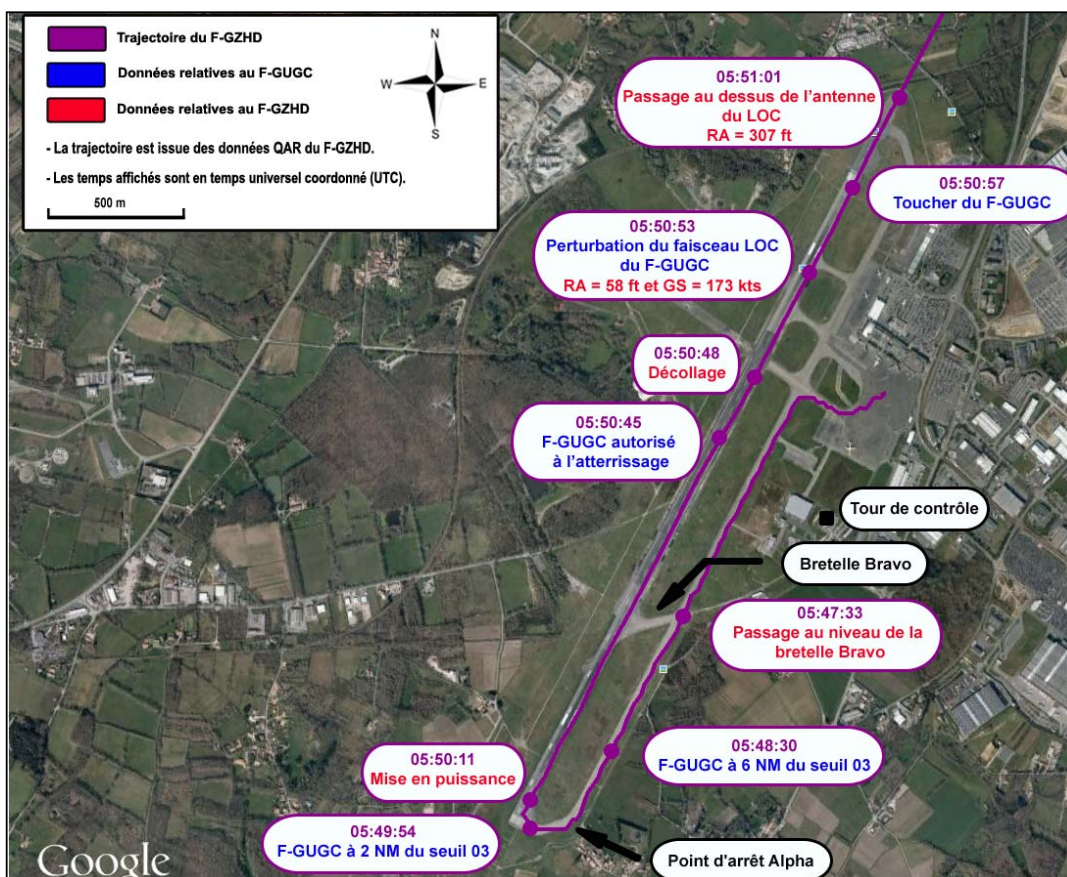 Trajectoire du F-GZHD
Données relatives au F-GUGC
Données relatives au F-GZHD
- La trajectoire est issue des données QAR du F-GZHD.
- Les temps affichés sont en temps universel coordonné (UTC).
500 m
N
W
E
S
05:51:01
Passage au dessus de l'antenne
du LOC
RA = 307 ft
05:50:57
Toucher du F-GUGC
05:50:53
Perturbation du faisceau LOC
du F-GUGC
RA = 58 ft et GS = 173 kts
05:50:48
Décollage
05:50:45
F-GUGC autorisé
à l'atterrissage
Tour de contrôle
Bretelle Bravo
05:47:33
Passage au niveau de la
bretelle Bravo
05:48:30
F-GUGC à 6 NM du seuil 03
05:50:11
Mise en puissance
05:49:54
F-GUGC à 2 NM du seuil 03
Point d'arrêt Alpha
Google